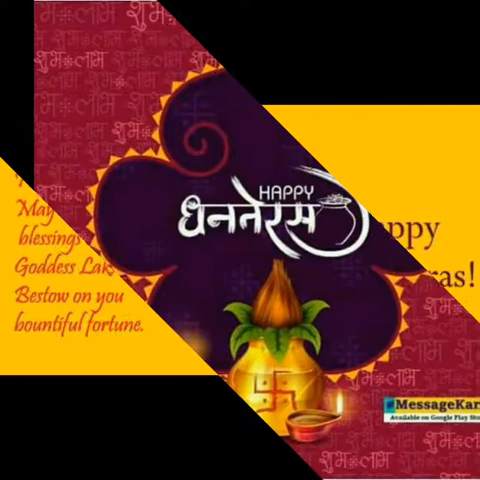 HAPPY
धनतेरस
ppy
ras!
May
blessings
Goddess Lak
Bestow on you
bountiful fortune.
#MessageKar
Available on Google Play Sto
शुभ लाभ